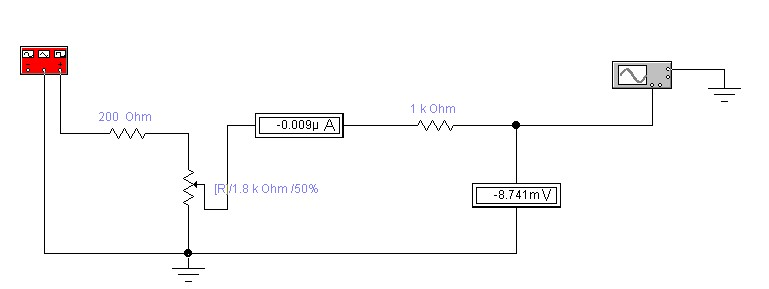 200 Ohm
1 k Ohm
-0.009µ A
[R]/1.8 k Ohm /50%
-8.741m V